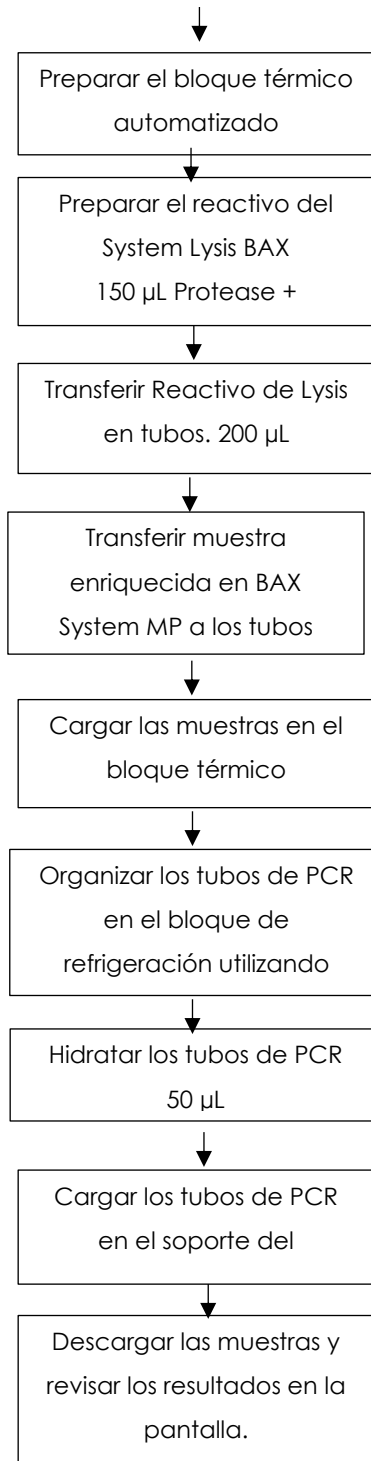 Preparar el bloque térmico
automatizado
Preparar el reactivo del
System Lysis BAX
150 µL Protease +
Transferir Reactivo de Lysis
en tubos. 200 µL
Transferir muestra
enriquecida en BAX
System MP a los tubos
Cargar las muestras en el
bloque térmico
Organizar los tubos de PCR
en el bloque de
refrigeración utilizando
Hidratar los tubos de PCR
50 µL
Cargar los tubos de PCR
en el soporte del
Descargar las muestras y
revisar los resultados en la
pantalla.